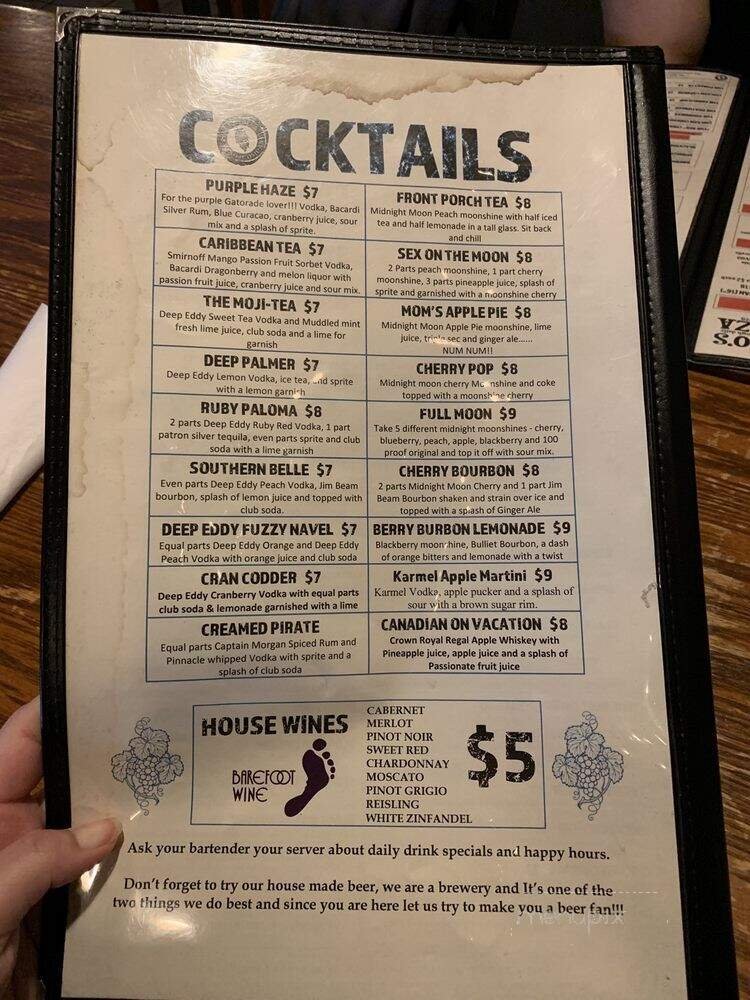 COCKTAILS
PURPLE HAZE $7
For the purple Gatorade lover!!! Vodka, Bacardi
Silver Rum, Blue Curacao, cranberry juice, sour
mix and a splash of sprite.
CARIBBEAN TEA $7
Smirnoff Mango Passion Fruit Sorbet Vodka,
Bacardi Dragonberry and melon liquor with
passion fruit juice, cranberry juice and sour mix.
THE MOJI-TEA $7
Deep Eddy Sweet Tea Vodka and Muddled mint
fresh lime juice, club soda and a lime for
garnish
DEEP PALMER $7
Deep Eddy Lemon Vodka, ice tea, and sprite
with a lemon garnish
RUBY PALOMA $8
2 parts Deep Eddy Ruby Red Vodka, 1 part
patron silver tequila, even parts sprite and club
soda with a lime garnish
SOUTHERN BELLE $7
Even parts Deep Eddy Peach Vodka, Jim Beam
bourbon, splash of lemon juice and topped with
club soda.
DEEP EDDY FUZZY NAVEL $7
Equal parts Deep Eddy Orange and Deep Eddy
Peach Vodka with orange juice and club soda
CRAN CODDER $7
Deep Eddy Cranberry Vodka with equal parts
club soda & lemonade garnished with a lime
CREAMED PIRATE
Equal parts Captain Morgan Spiced Rum and
Pinnacle whipped Vodka with sprite and a
splash of club soda
FRONT PORCH TEA $8
Midnight Moon Peach moonshine with half iced
tea and half lemonade in a tall glass. Sit back
and chill
SEX ON THE MOON $8
2 Parts peach moonshine, 1 part cherry
moonshine, 3 parts pineapple juice, splash of
sprite and garnished with a moonshine cherry
MOM'S APPLE PIE $8
Midnight Moon Apple Pie moonshine, lime
juice, triple sec and ginger ale......
NUM NUM!!
CHERRY POP $8
Midnight moon cherry Moonshine and coke
topped with a moonshine cherry
FULL MOON $9
Take 5 different midnight moonshines - cherry,
blueberry, peach, apple, blackberry and 100
proof original and top it off with sour mix.
CHERRY BOURBON $8
2 parts Midnight Moon Cherry and 1 part Jim
Beam Bourbon shaken and strain over ice and
topped with a splash of Ginger Ale
BERRY BURBON LEMONADE $9
Blackberry moonshine, Bulliet Bourbon, a dash
of orange bitters and lemonade with a twist
Karmel Apple Martini $9
Karmel Vodka, apple pucker and a splash of
sour with a brown sugar rim.
CANADIAN ON VACATION $8
Crown Royal Regal Apple Whiskey with
Pineapple juice, apple juice and a splash of
Passionate fruit juice
HOUSE WINES
BAREFOOT
WINE
CABERNET
MERLOT
PINOT NOIR
SWEET RED
CHARDONNAY
MOSCATO
PINOT GRIGIO
REISLING
WHITE ZINFANDEL
$5
Ask your bartender your server about daily drink specials and happy hours.
Don't forget to try our house made beer, we are a brewery and It's one of the
two things we do best and since you are here let us try to make you a beer fan!!!